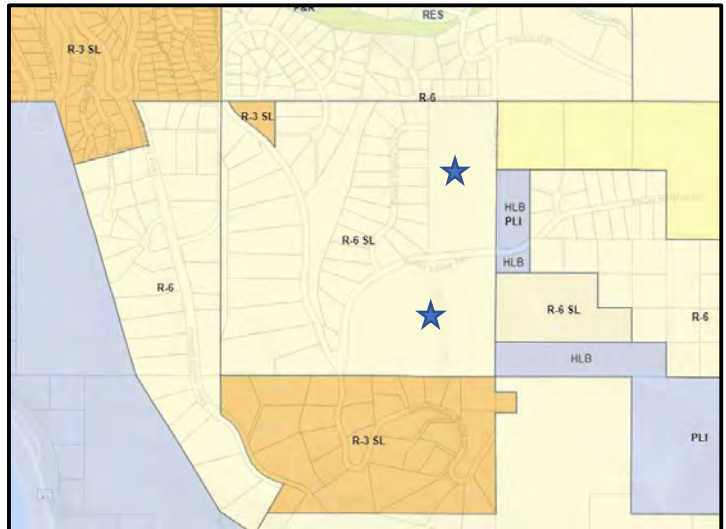 P&R
RES
R-3 SL
R-6
R-3 SL
HLB
PLI
R-6 SL
HLB
R-6
R-6 SL
R-6
HLB
PLI
R-3 SL